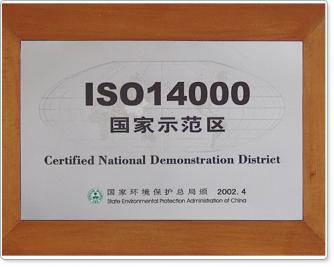 ISO14000
国家示范区
Certified National Demonstration District
国家环境保护总局颁 2002.4
State Environmental Protection Administration of China